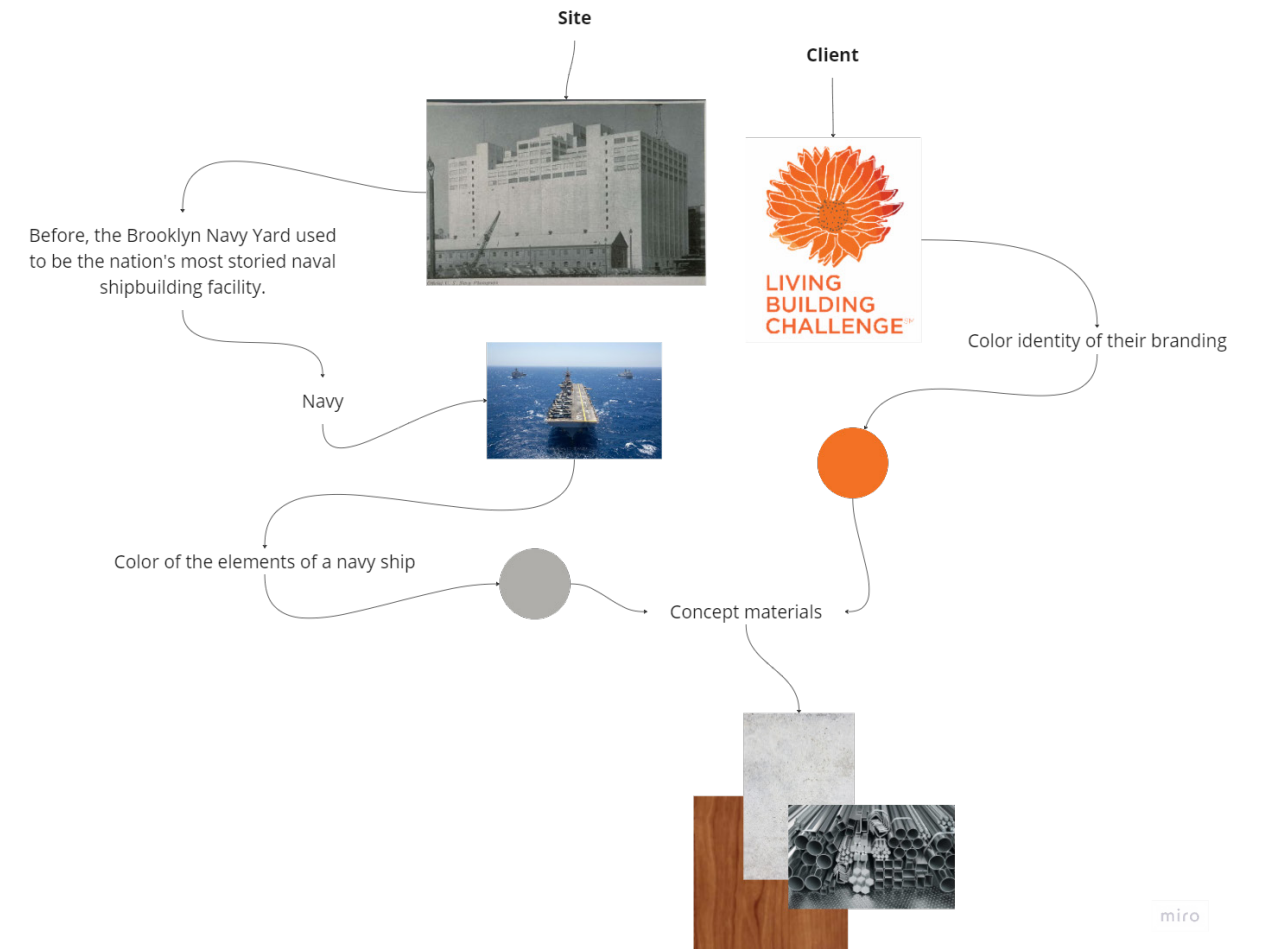 Site
Client
Before, the Brooklyn Navy Yard used
to be the nation's most storied naval
shipbuilding facility.
LIVING
BUILDING
CHALLENGE
Color identity of their branding
Navy
Color of the elements of a navy ship
Concept materials
miro